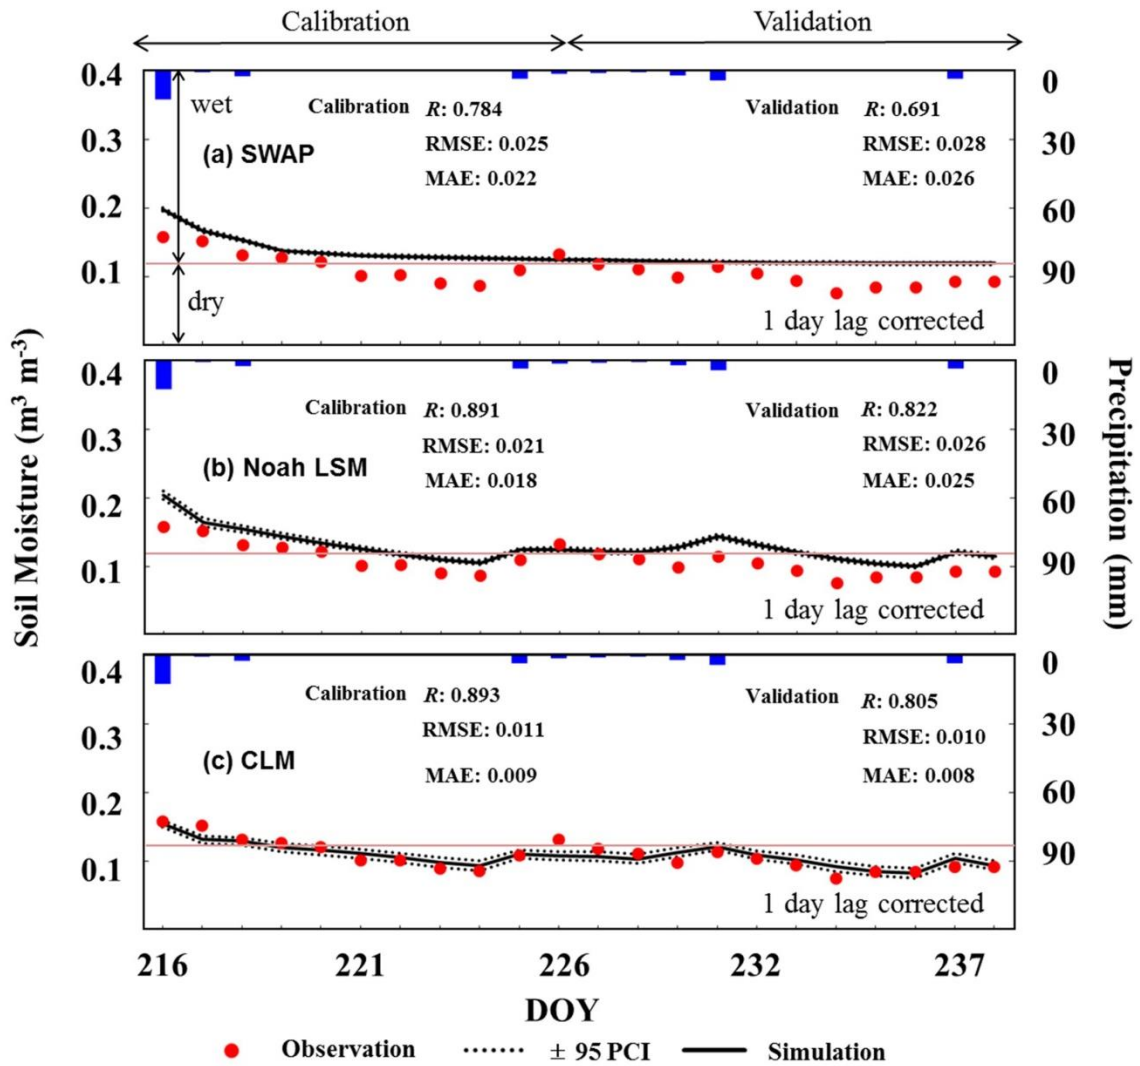 Calibration Validation
0.4 0
wet Calibration R: 0.784 Validation R: 0.691
0.3 RMSE: 0.025 RMSE: 0.028 30
(a) SWAP
MAE: 0.022 MAE: 0.026
0.2 60
0.1 90
dry
1 day lag corrected
0.4 0
Calibration R: 0.891 Validation R: 0.822
0.3 RMSE: 0.021 RMSE: 0.026 30
(b) Noah LSM
MAE: 0.018 MAE: 0.025
0.2 60
0.1 90
1 day lag corrected
0.4 0
Calibration R: 0.893 Validation R: 0.805
0.3 RMSE: 0.011 RMSE: 0.010 30
(c) CLM
MAE: 0.009 MAE: 0.008
0.2 60
0.1 90
1 day lag corrected
Soil Moisture (m³ m⁻³)
Precipitation (mm)
216 221 226 232 237
DOY
Observation ± 95 PCI Simulation